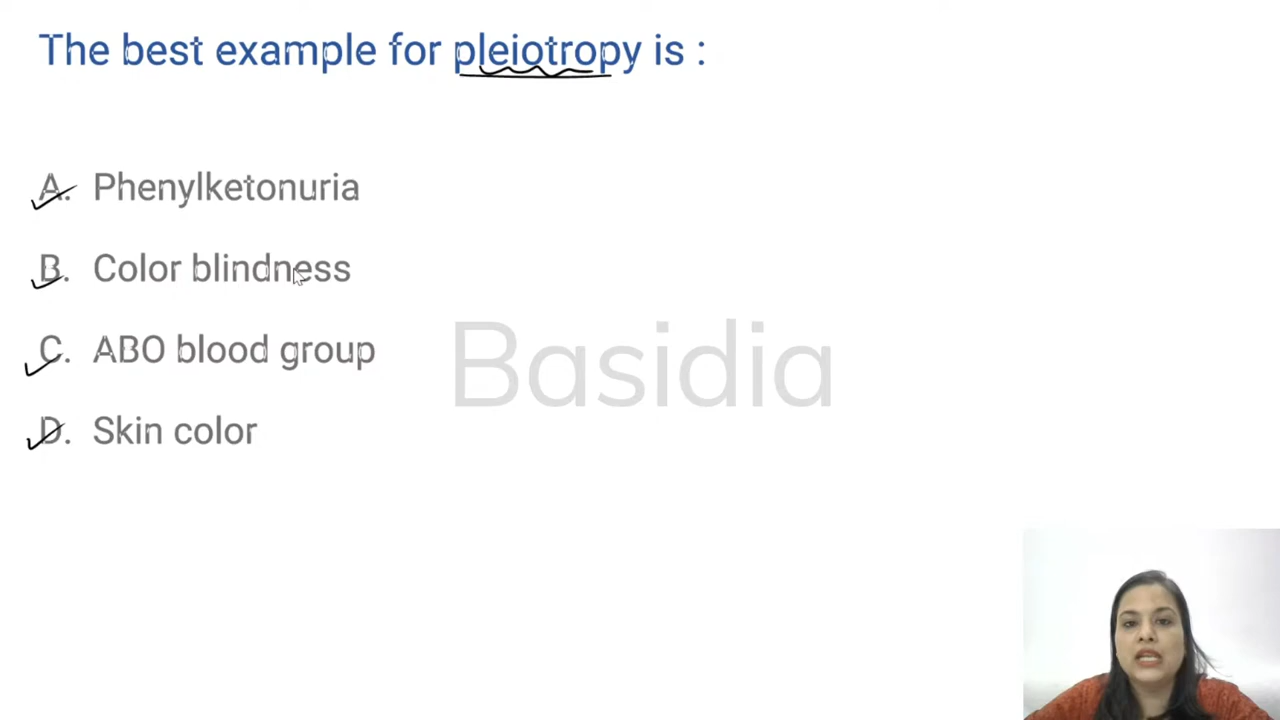 The best example for pleiotropy is :
A. Phenylketonuria
B. Color blindness
C. ABO blood group
D. Skin color
Basidia